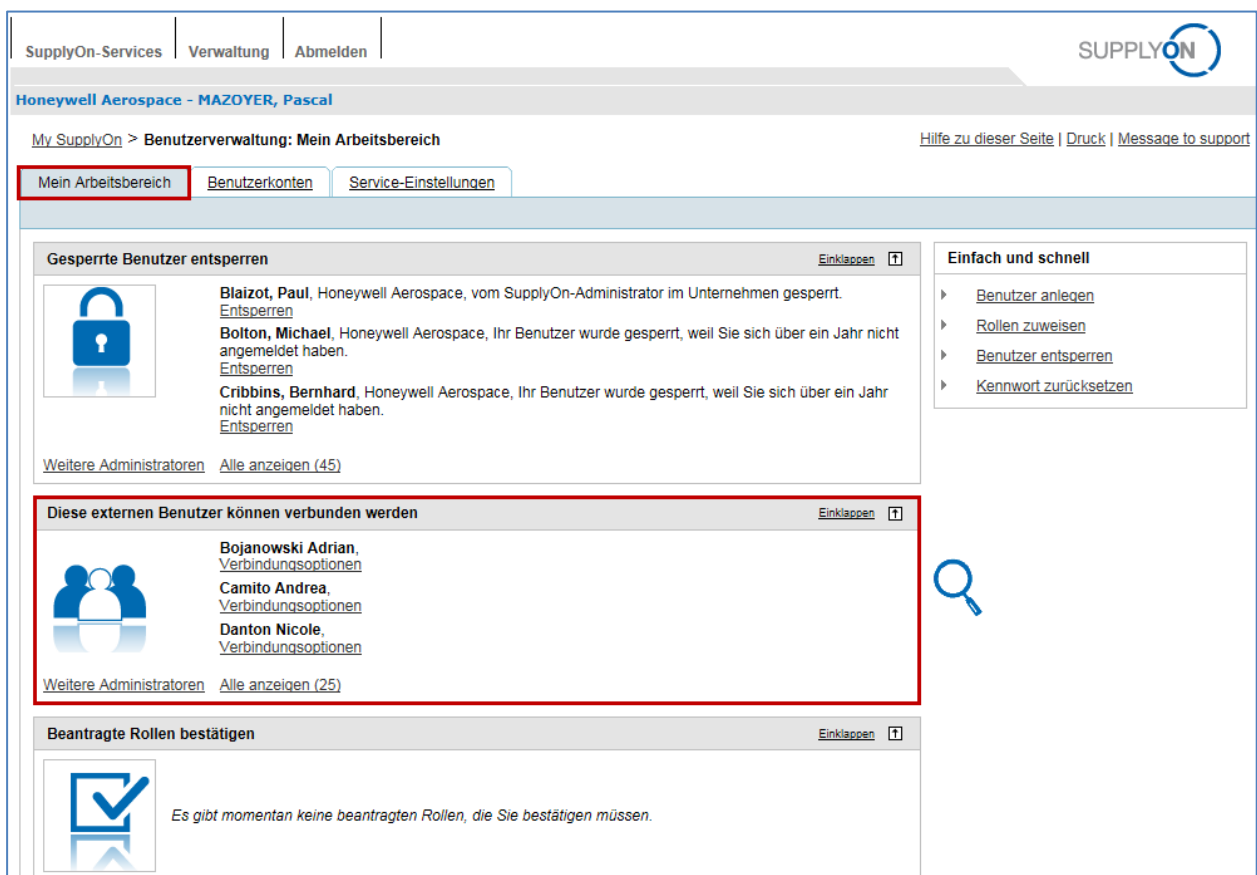 SupplyOn-Services Verwaltung Abmelden
SUPPLYON
Honeywell Aerospace - MAZOYER, Pascal
My SupplyOn > Benutzerverwaltung: Mein Arbeitsbereich
Hilfe zu dieser Seite | Druck | Message to support
Mein Arbeitsbereich Benutzerkonten Service-Einstellungen
Gesperrte Benutzer entsperren Einklappen
Blaizot, Paul, Honeywell Aerospace, vom SupplyOn-Administrator im Unternehmen gesperrt.
Entsperren
Bolton, Michael, Honeywell Aerospace, Ihr Benutzer wurde gesperrt, weil Sie sich über ein Jahr nicht
angemeldet haben.
Entsperren
Cribbins, Bernhard, Honeywell Aerospace, Ihr Benutzer wurde gesperrt, weil Sie sich über ein Jahr
nicht angemeldet haben.
Entsperren
Weitere Administratoren Alle anzeigen (45)
Einfach und schnell
Benutzer anlegen
Rollen zuweisen
Benutzer entsperren
Kennwort zurücksetzen
Diese externen Benutzer können verbunden werden Einklappen
Bojanowski Adrian,
Verbindungsoptionen
Camito Andrea,
Verbindungsoptionen
Danton Nicole,
Verbindungsoptionen
Weitere Administratoren Alle anzeigen (25)
Beantragte Rollen bestätigen Einklappen
Es gibt momentan keine beantragten Rollen, die Sie bestätigen müssen.